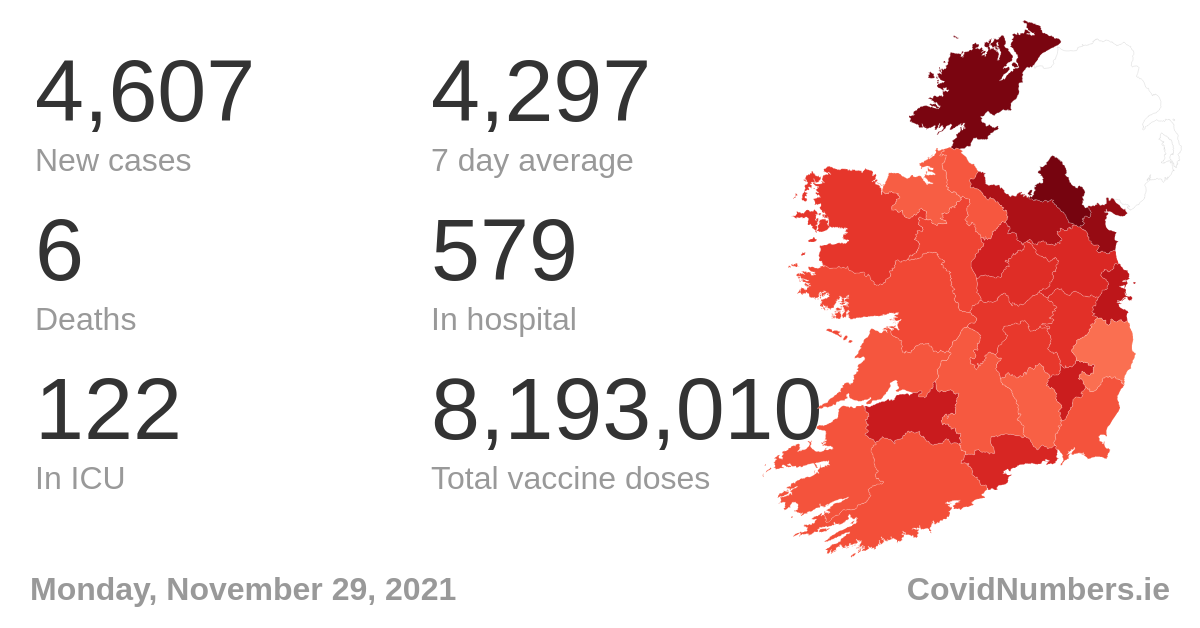 4,607
New cases
4,297
7 day average
6
Deaths
579
In hospital
122
In ICU
8,193,010
Total vaccine doses
Monday, November 29, 2021
CovidNumbers.ie